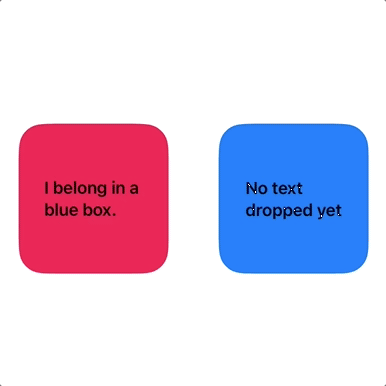 I belong in a
blue box.
No text
dropped yet